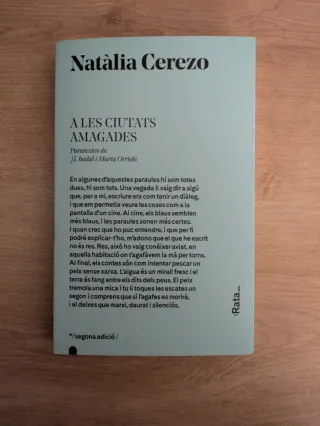 Natàlia Cerezo
A LES CIUTATS
AMAGADES
Paratextos de
j.l. badal i Marta Orriols
En algunes d'aquestes paraules hi som totes
dues, hi som tots. Una vegada li vaig dir a algú
que, per a mi, escriure era com tenir un diàleg,
i que em permetia veure les coses com a la
pantalla d'un cine. Al cine, els blaus semblen
més blaus, i les paraules sonen més certes.
I quan crec que ho puc entendre, i que per fi
podré explicar-t'ho, m'adono que el que he escrit
no és res. Res, això ho vaig conèixer aviat, en
aquella habitació on t'agafàvem la mà per torns.
Al final, els contes són com intentar pescar un
peix sense xarxa. L'aigua és un mirall fresc i el
terra és fang entre els dits dels peus. El peix
tremola una mica i tu li toques les escates un
segon i comprens que si l'agafes es morirà,
i el deixes que marxi, daurat i silenciós.
:Rata_
*/segona edició/